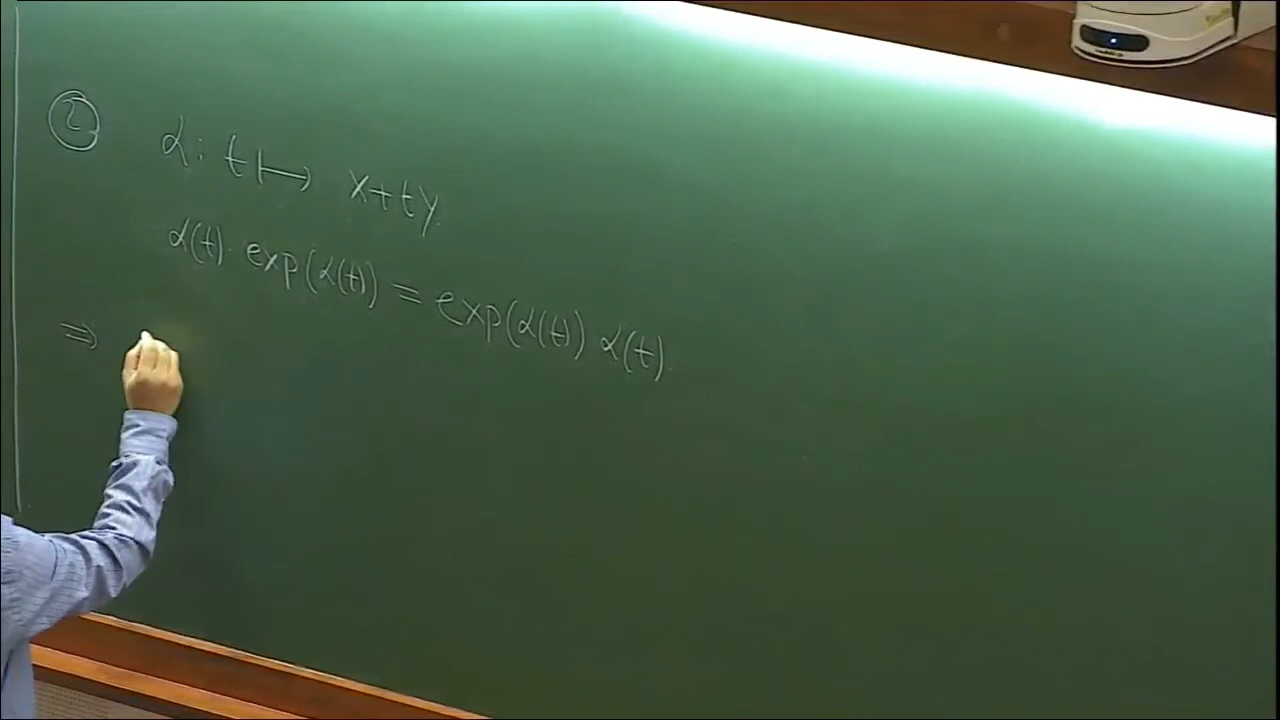 ② α : t ↦ x+ty.
α(t) · exp(α(t)) = exp(α(t)) α(t).
⇒